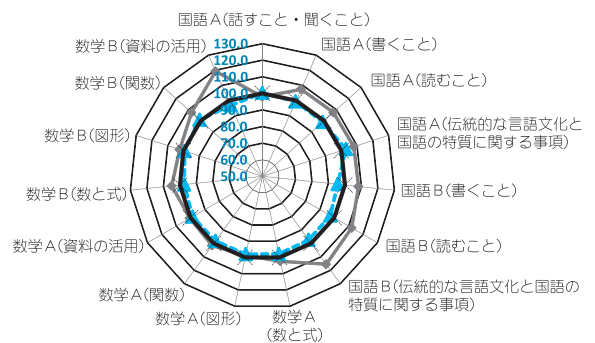 国語A(話すこと・聞くこと)
国語A(書くこと)
国語A(読むこと)
国語A(伝統的な言語文化と
国語の特質に関する事項)
国語B(書くこと)
国語B(読むこと)
国語B(伝統的な言語文化と国語の
特質に関する事項)
数学A
(数と式)
数学A(図形)
数学A(関数)
数学A(資料の活用)
数学B(数と式)
数学B(図形)
数学B(関数)
数学B(資料の活用)
130.0
120.0
110.0
100.0
90.0
80.0
70.0
60.0
50.0